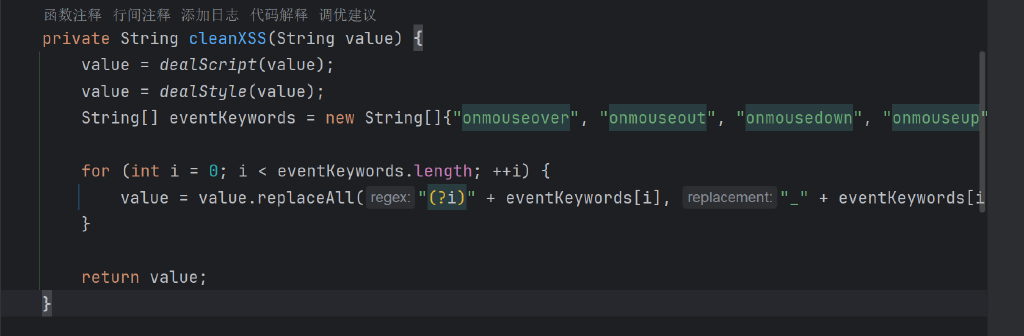 函数注释 行间注释 添加日志 代码解释 调优建议
private String cleanXSS(String value) {
value = dealScript(value);
value = dealStyle(value);
String[] eventKeywords = new String[]{"onmouseover", "onmouseout", "onmousedown", "onmouseup"
for (int i = 0; i < eventKeywords.length; ++i) {
value = value.replaceAll( regex: "(?i)" + eventKeywords[i], replacement: "_" + eventKeywords[i
}
return value;
}